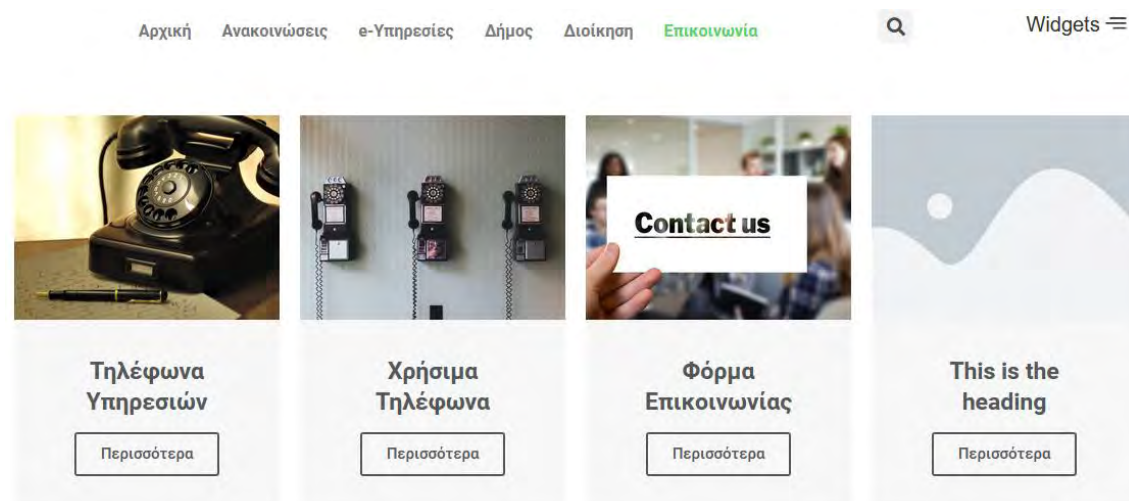 Αρχική Ανακοινώσεις e-Υπηρεσίες Δήμος Διοίκηση Επικοινωνία Widgets
Contact us
Τηλέφωνα
Υπηρεσιών
Περισσότερα
Χρήσιμα
Τηλέφωνα
Περισσότερα
Φόρμα
Επικοινωνίας
Περισσότερα
This is the
heading
Περισσότερα